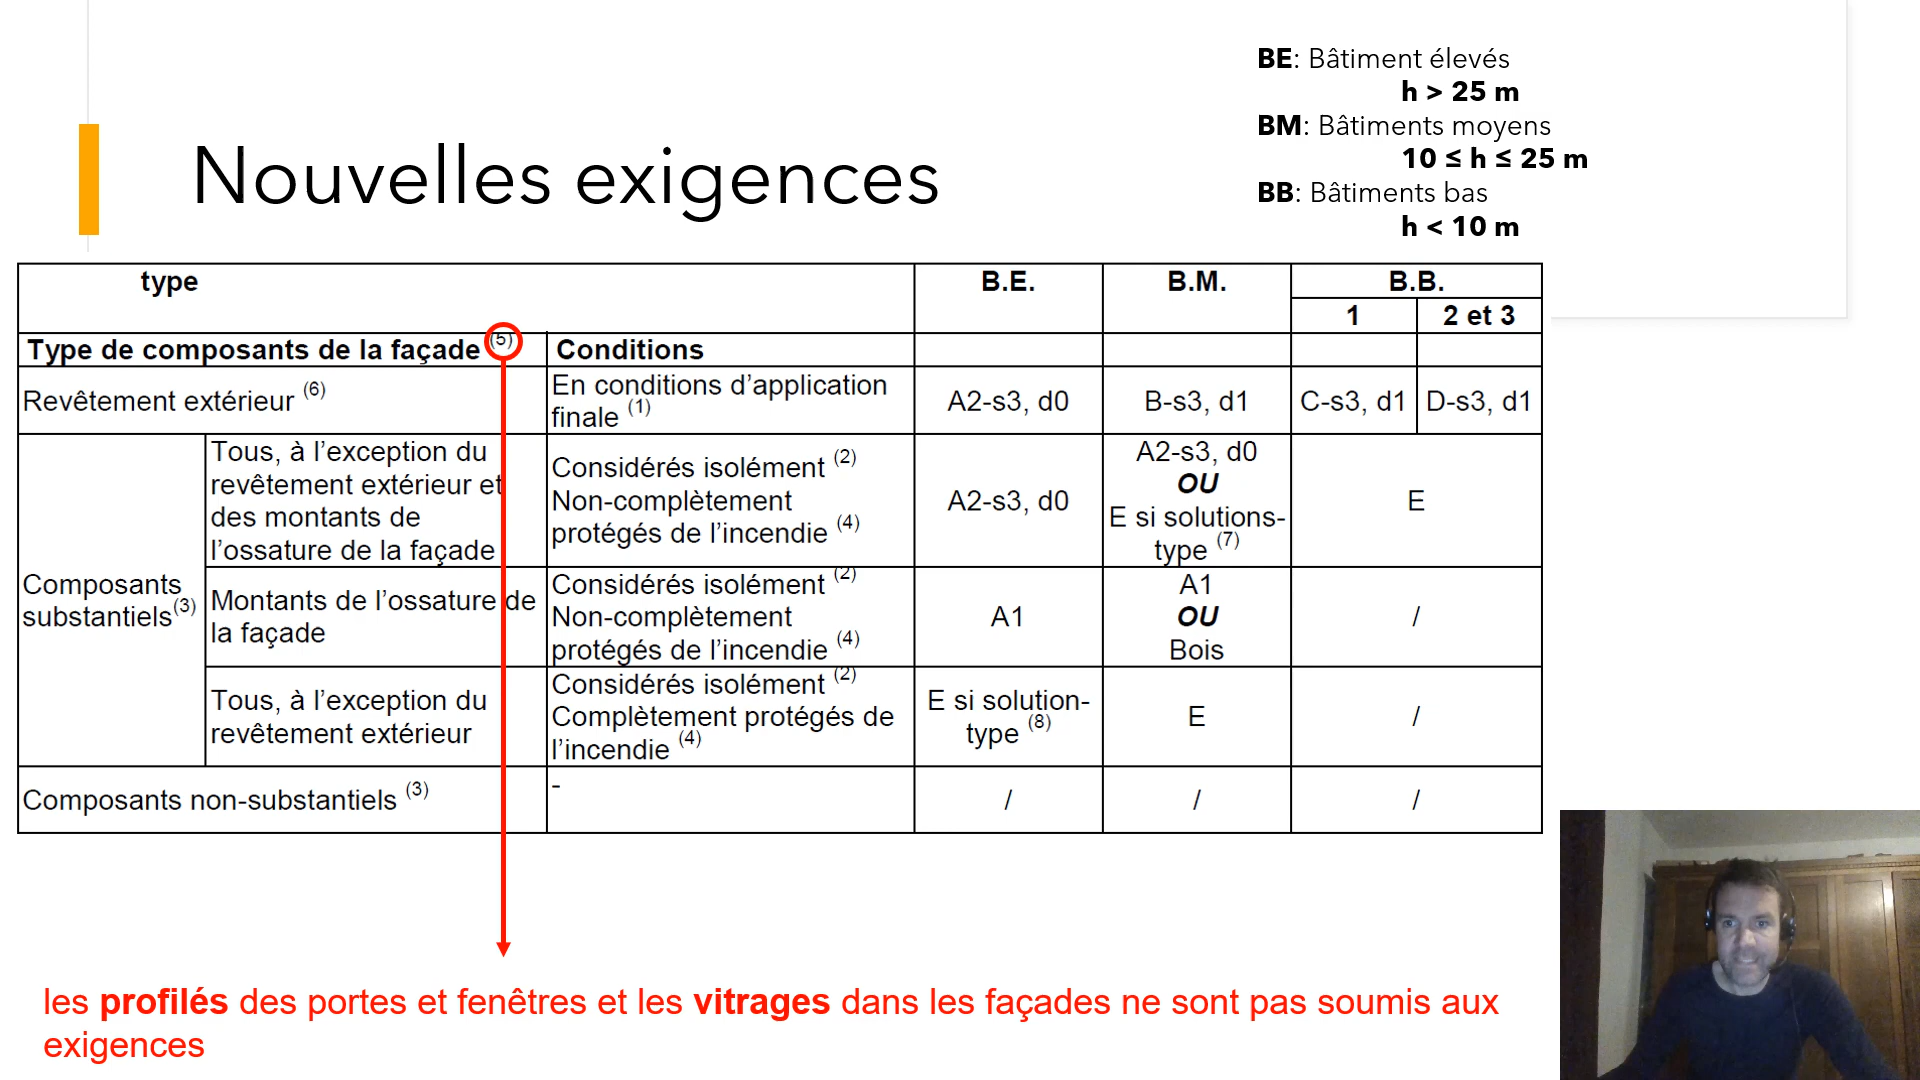 BE: Bâtiment élevés
h > 25 m
BM: Bâtiments moyens
10 ≤ h ≤ 25 m
BB: Bâtiments bas
h < 10 m
Nouvelles exigences
type
B.E.
B.M.
B.B.
1
2 et 3
Type de composants de la façade (5)
Conditions
Revêtement extérieur (6)
En conditions d'application
finale (1)
A2-s3, d0
B-s3, d1
C-s3, d1
D-s3, d1
Composants
substantiels(3)
Tous, à l'exception du
revêtement extérieur et
des montants de
l'ossature de la façade
Considérés isolément (2)
Non-complètement
protégés de l'incendie (4)
A2-s3, d0
A2-s3, d0
OU
E si solutions-
type (7)
E
Montants de l'ossature de
la façade
Considérés isolément (2)
Non-complètement
protégés de l'incendie (4)
A1
A1
OU
Bois
/
Tous, à l'exception du
revêtement extérieur
Considérés isolément (2)
Complètement protégés de
l'incendie (4)
E si solution-
type (8)
E
/
Composants non-substantiels (3)
-
/
/
/
les profilés des portes et fenêtres et les vitrages dans les façades ne sont pas soumis aux
exigences